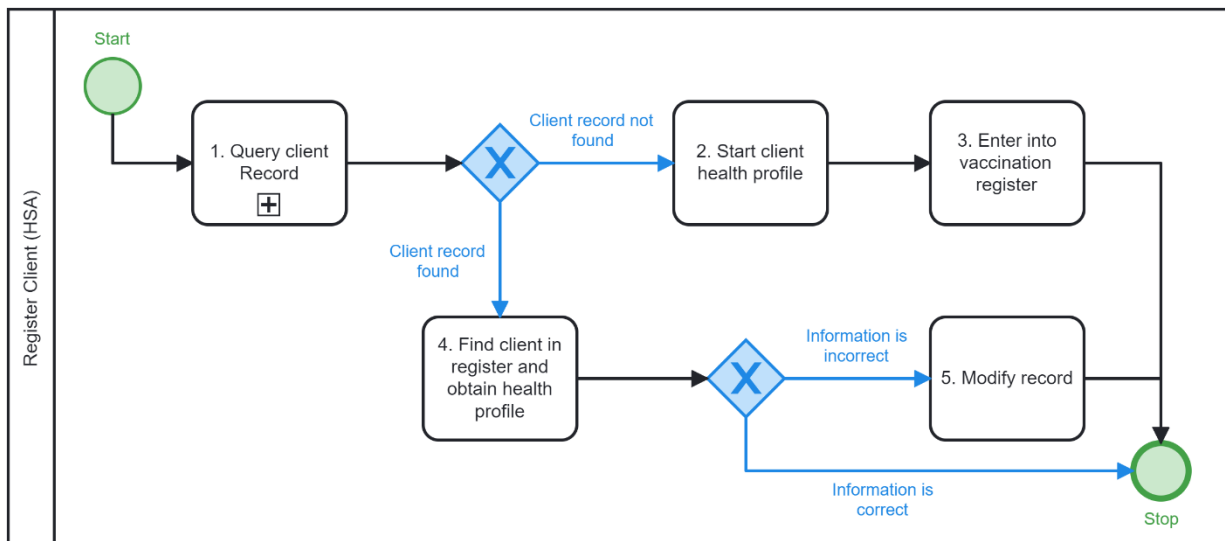 Register Client (HSA)
Start
1. Query client
Record
Client record not
found
2. Start client
health profile
3. Enter into
vaccination
register
Client record
found
4. Find client in
register and
obtain health
profile
Information is
incorrect
5. Modify record
Information is
correct
Stop